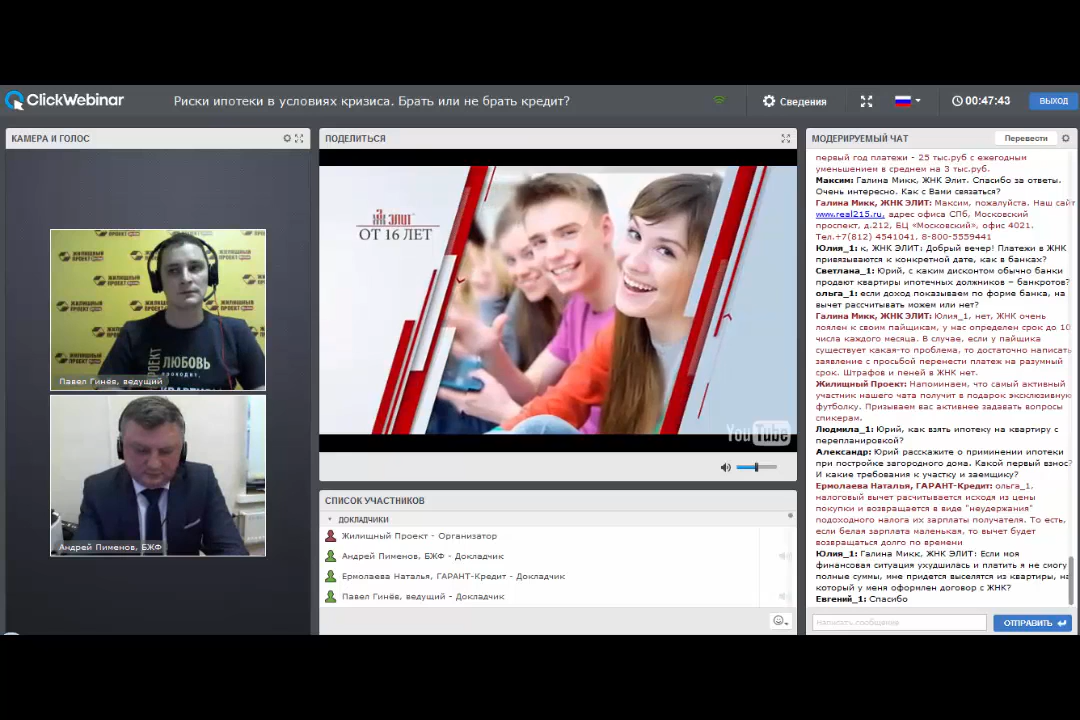 ClickWebinar
Риски ипотеки в условиях кризиса. Брать или не брать кредит?
Сведения
00:47:43
ВЫХОД
КАМЕРА И ГОЛОС
Павел Гинёв, ведущий
ЛЮБОВЬ
Андрей Пименов, БЖФ
ПОДЕЛИТЬСЯ
ЭЛИТ
ОТ 16 ЛЕТ
YouTube
СПИСОК УЧАСТНИКОВ
ДОКЛАДЧИКИ
Жилищный Проект - Организатор
Андрей Пименов, БЖФ - Докладчик
Ермолаева Наталья, ГАРАНТ-Кредит - Докладчик
Павел Гинёв, ведущий - Докладчик
МОДЕРИРУЕМЫЙ ЧАТ
Перевести
первый год платежи - 25 тыс.руб с ежегодным
уменьшением в среднем на 3 тыс.руб.
Максим: Галина Микк, ЖНК Элит. Спасибо за ответы.
Очень интересно. Как с Вами связаться?
Галина Микк, ЖНК ЭЛИТ: Максим, пожалуйста. Наш сайт
www.real215.ru, адрес офиса СПб, Московский
проспект, д.212, БЦ «Московский», офис 4021.
Тел.+7(812) 4541041. 8-800-5559441
Юлия_1: к, ЖНК ЭЛИТ: Добрый вечер! Платежи в ЖНК
привязываются к конкретной дате, как в банках?
Светлана_1: Юрий, с каким дисконтом обычно банки
продают квартиры ипотечных должников – банкротов?
ольга_1: если доход показываем по форме банка, на
вычет рассчитывать можем или нет?
Галина Микк, ЖНК ЭЛИТ: Юлия_1, нет, ЖНК очень
лоялен к своим пайщикам, у нас определен срок до 10
числа каждого месяца. В случае, если у пайщика
существует какая-то проблема, то достаточно написать
заявление с просьбой перенести платеж на разумный
срок. Штрафов и пеней в ЖНК нет.
Жилищный Проект: Напоминаем, что самый активный
участник нашего чата получит в подарок эксклюзивную
футболку. Призываем вас активнее задавать вопросы
спикерам.
Людмила_1: Юрий, как взять ипотеку на квартиру с
перепланировкой?
Александр: Юрий расскажите о приминении ипотеки
при постройке загородного дома. Какой первый взнос?
И какие требования к участку и заемщику?
Ермолаева Наталья, ГАРАНТ-Кредит: ольга_1,
налоговый вычет расчитывается исходя из цены
покупки и возвращается в виде "неудержания"
подоходного налога их зарплаты получателя. То есть,
если белая зарплата маленькая, то вычет будет
возвращаться долго по времени
Юлия_1: Галина Микк, ЖНК ЭЛИТ: Если моя
финансовая ситуация ухудшилась и платить я не смогу
полные суммы, мне придется выселятся из квартиры, на
который у меня оформлен договор с ЖНК?
Евгений_1: Спасибо
Написать сообщение
ОТПРАВИТЬ